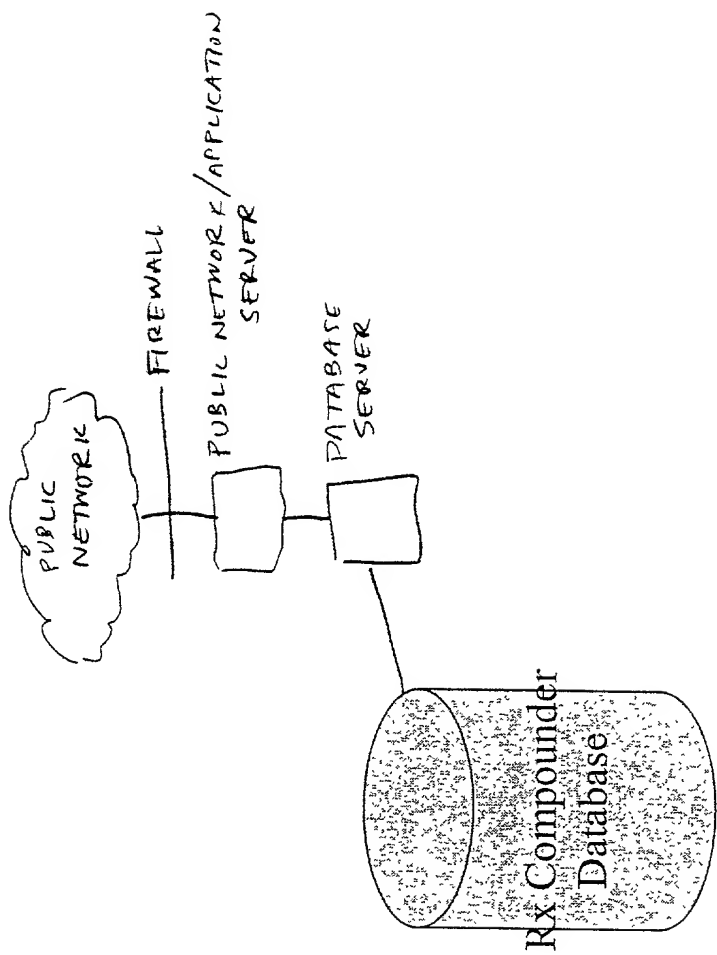 PUBLIC
NETWORK
FIREWALL
PUBLIC NETWORK/APPLICATION
SERVER
DATABASE
SERVER
Rx Compounder
Database